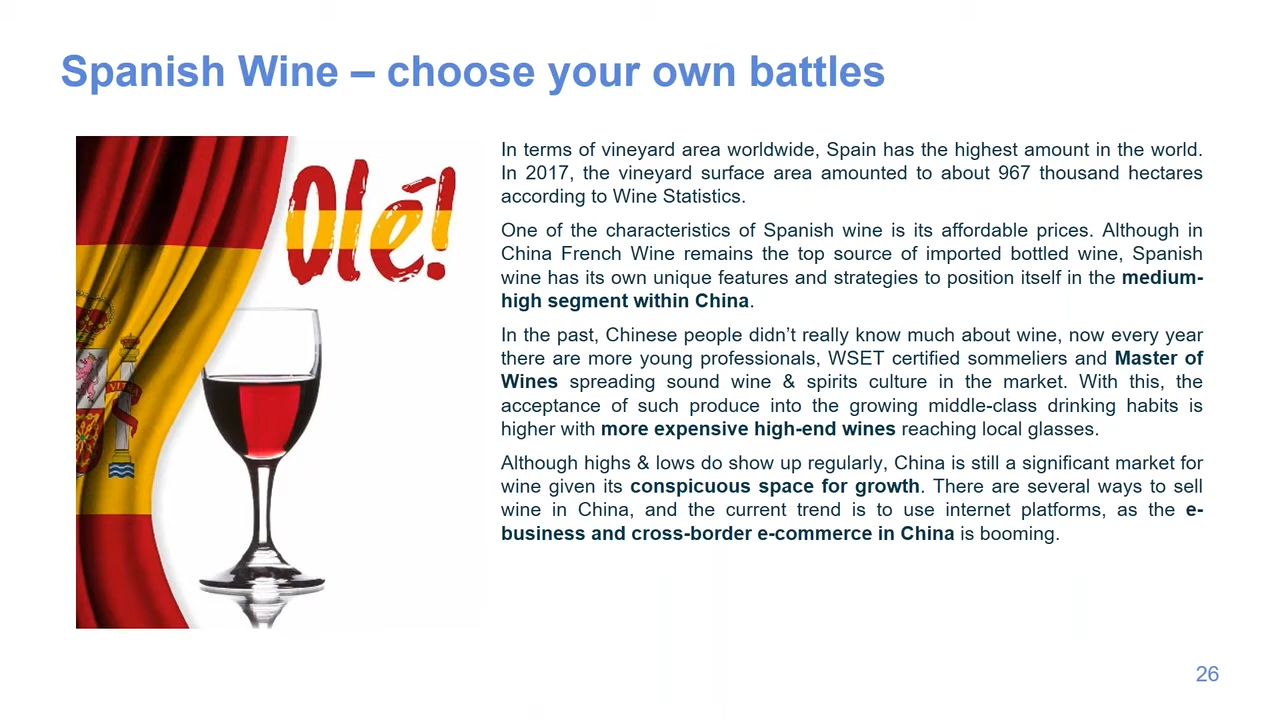 Spanish Wine – choose your own battles
Olé!
In terms of vineyard area worldwide, Spain has the highest amount in the world.
In 2017, the vineyard surface area amounted to about 967 thousand hectares
according to Wine Statistics.
One of the characteristics of Spanish wine is its affordable prices. Although in
China French Wine remains the top source of imported bottled wine, Spanish
wine has its own unique features and strategies to position itself in the medium-
high segment within China.
In the past, Chinese people didn’t really know much about wine, now every year
there are more young professionals, WSET certified sommeliers and Master of
Wines spreading sound wine & spirits culture in the market. With this, the
acceptance of such produce into the growing middle-class drinking habits is
higher with more expensive high-end wines reaching local glasses.
Although highs & lows do show up regularly, China is still a significant market for
wine given its conspicuous space for growth. There are several ways to sell
wine in China, and the current trend is to use internet platforms, as the e-
business and cross-border e-commerce in China is booming.
26